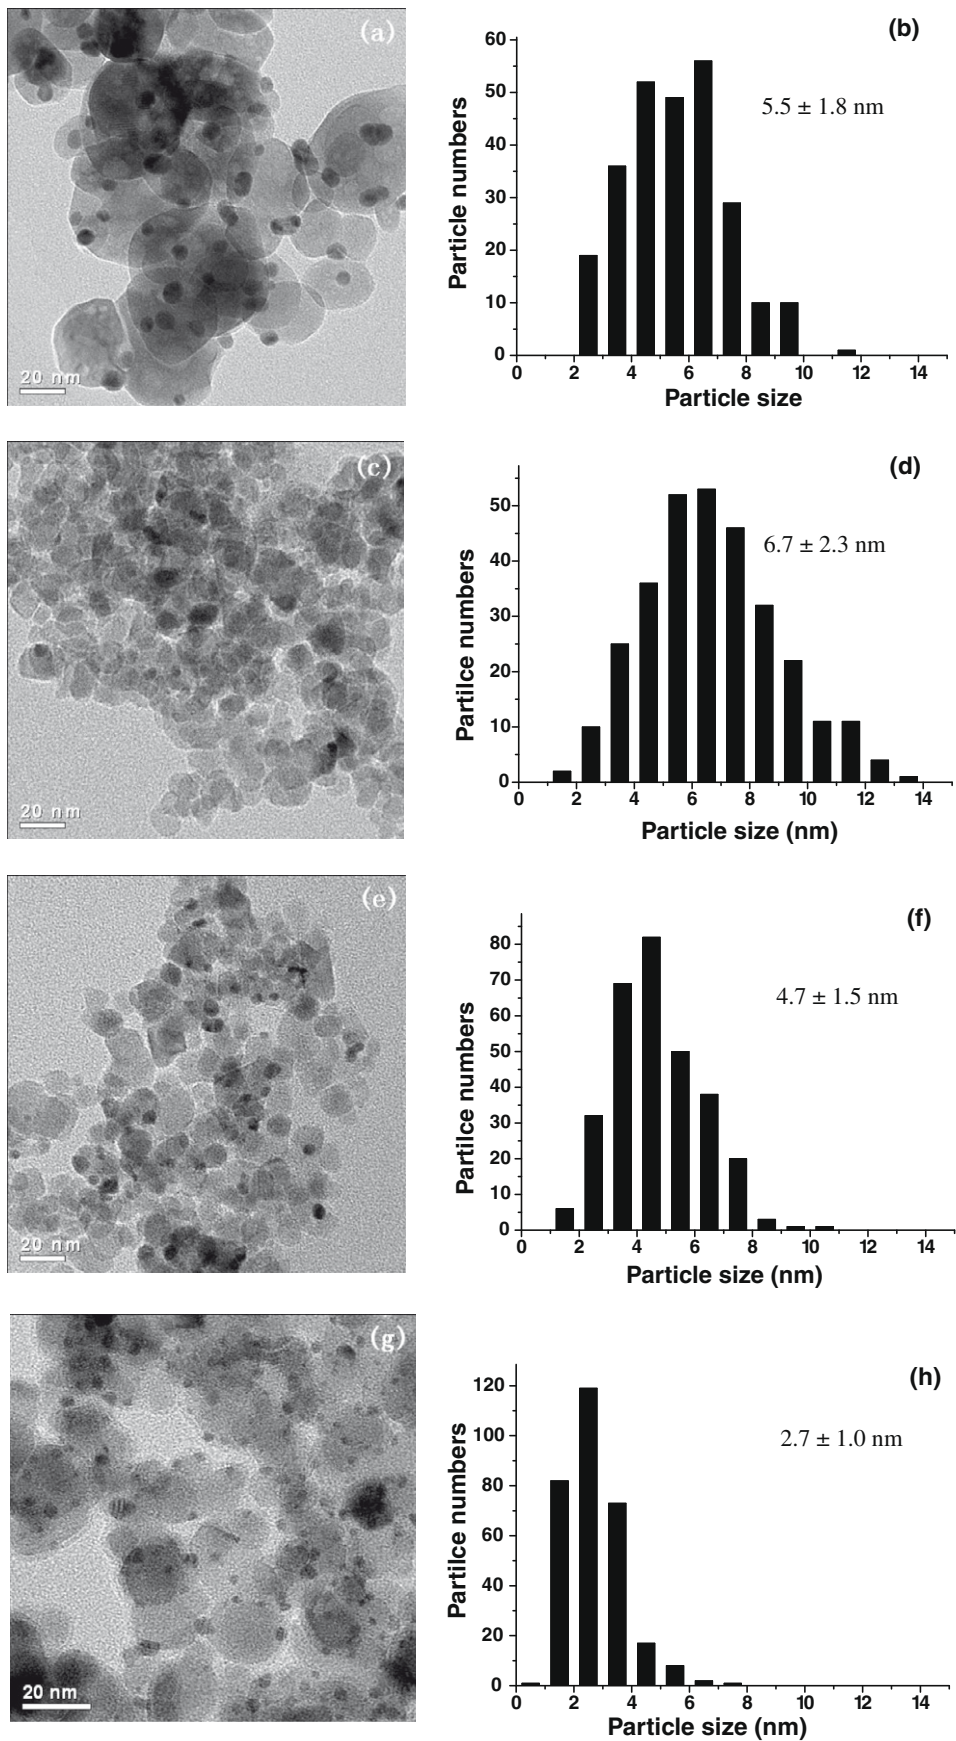 (a)
20 nm
(b)
60
50
40
30
20
10
0
Particle numbers
5.5 ± 1.8 nm
0 2 4 6 8 10 12 14
Particle size
(c)
20 nm
(d)
50
40
30
20
10
0
Partilce numbers
6.7 ± 2.3 nm
0 2 4 6 8 10 12 14
Particle size (nm)
(e)
20 nm
(f)
80
70
60
50
40
30
20
10
0
Partilce numbers
4.7 ± 1.5 nm
0 2 4 6 8 10 12 14
Particle size (nm)
(g)
20 nm
(h)
120
100
80
60
40
20
0
Partilce numbers
2.7 ± 1.0 nm
0 2 4 6 8 10 12 14
Particle size (nm)